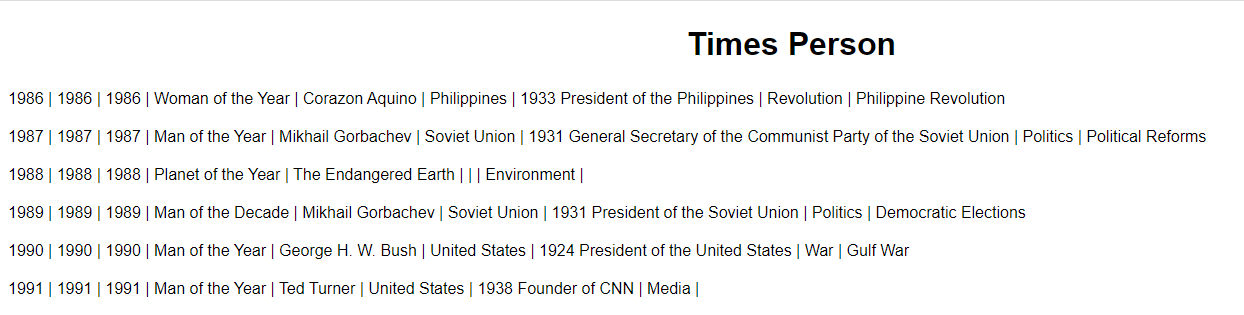 Times Person
1986 | 1986 | 1986 | Woman of the Year | Corazon Aquino | Philippines | 1933 President of the Philippines | Revolution | Philippine Revolution
1987 | 1987 | 1987 | Man of the Year | Mikhail Gorbachev | Soviet Union | 1931 General Secretary of the Communist Party of the Soviet Union | Politics | Political Reforms
1988 | 1988 | 1988 | Planet of the Year | The Endangered Earth | | | Environment |
1989 | 1989 | 1989 | Man of the Decade | Mikhail Gorbachev | Soviet Union | 1931 President of the Soviet Union | Politics | Democratic Elections
1990 | 1990 | 1990 | Man of the Year | George H. W. Bush | United States | 1924 President of the United States | War | Gulf War
1991 | 1991 | 1991 | Man of the Year | Ted Turner | United States | 1938 Founder of CNN | Media |